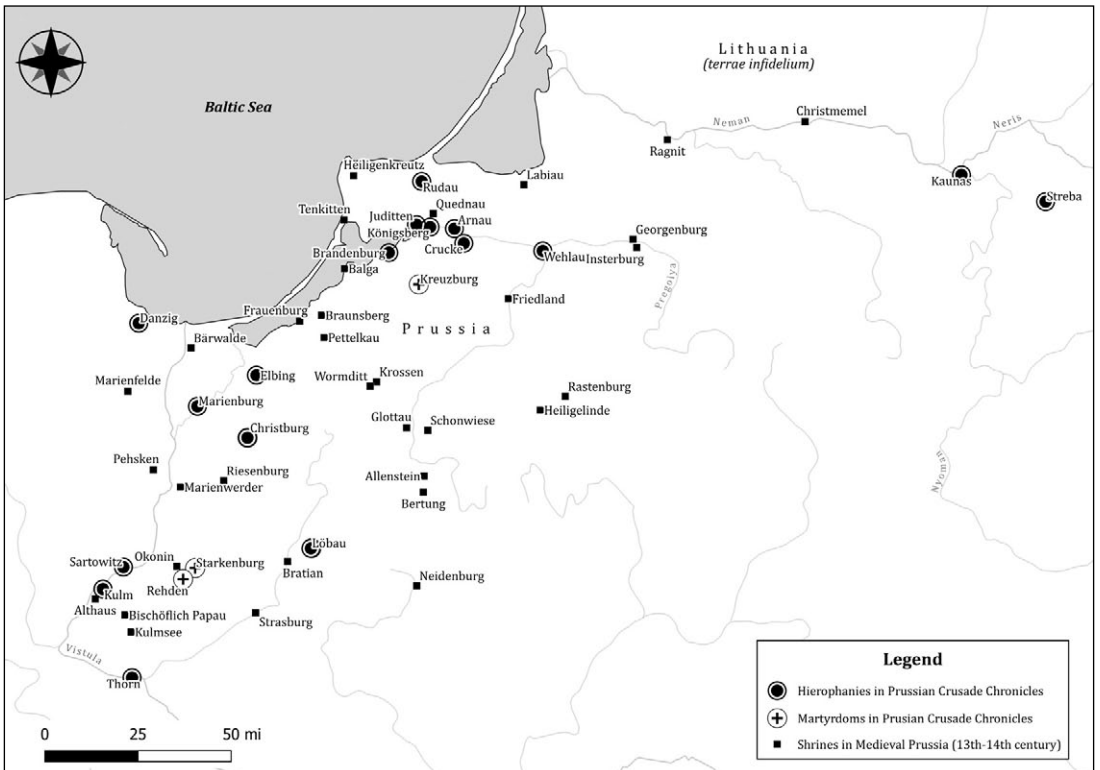 Lithuania
(terrae infidelium)
Baltic Sea
Christmemel
Neman
Neris
Ragnit
Heiligenkreutz
Labiau
Kaunas
Rudau
Streba
Quednau
Tenkitten
Juditten
Arnau
Königsberg
Georgenburg
Crucke
Brandenburg
Wehlau
Insterburg
Balga
Kreuzburg
Pregolya
Friedland
Frauenburg
Braunsberg
Danzig
Prussia
Pettelkau
Bärwalde
Elbing
Krossen
Marienfelde
Wormditt
Rastenburg
Marienburg
Heiligelinde
Glottau
Schonwiese
Christburg
Pehsken
Riesenburg
Allenstein
Marienwerder
Nyoman
Bertung
Löbau
Okonin
Sartowitz
Starkenburg
Bratian
Rehden
Neidenburg
Kulm
Althaus
Bischöflich Papau
Strasburg
Kulmsee
Vistula
Thorn
Legend
Hierophanies in Prussian Crusade Chronicles
Martyrdoms in Prusian Crusade Chronicles
Shrines in Medieval Prussia (13th-14th century)
0 25 50 mi